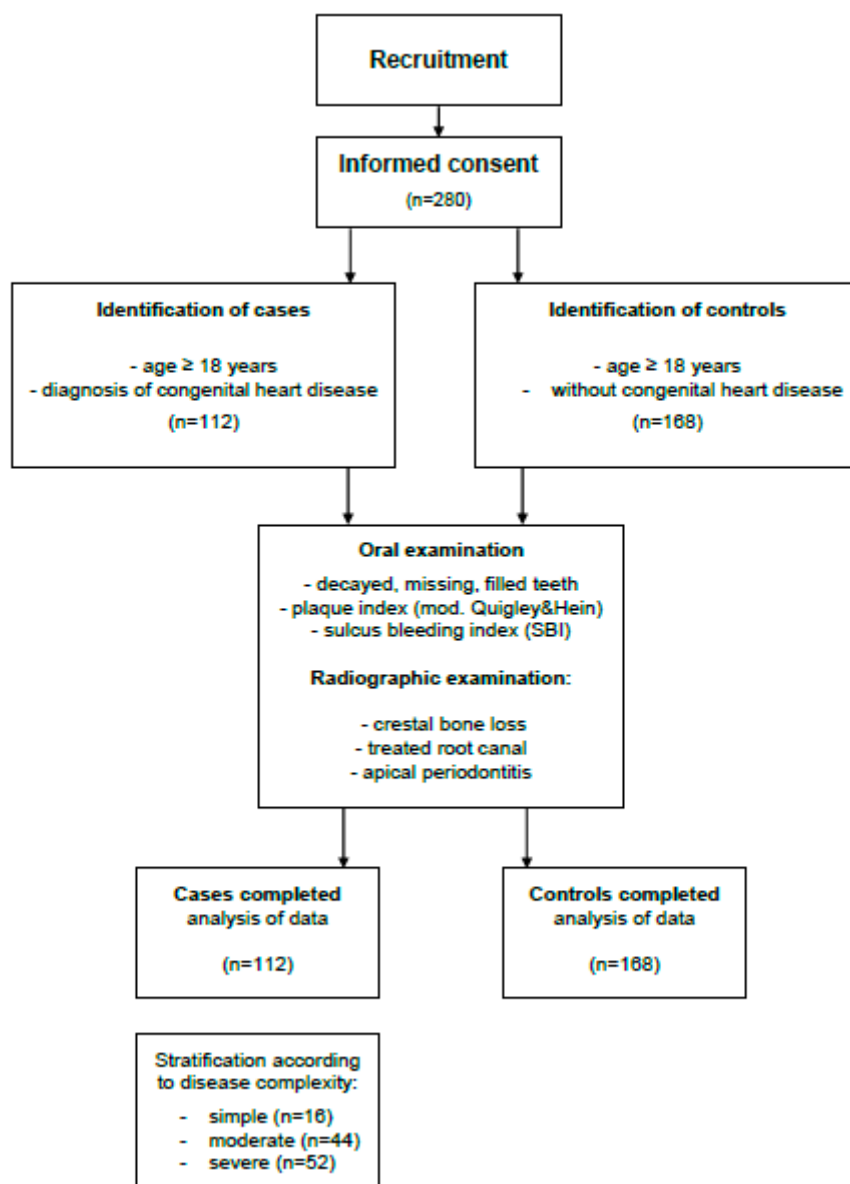 Recruitment
Informed consent
(n=280)
Identification of cases
- age ≥ 18 years
- diagnosis of congenital heart disease
(n=112)
Identification of controls
- age ≥ 18 years
- without congenital heart disease
(n=168)
Oral examination
- decayed, missing, filled teeth
- plaque index (mod. Quigley&Hein)
- sulcus bleeding index (SBI)
Radiographic examination:
- crestal bone loss
- treated root canal
- apical periodontitis
Cases completed
analysis of data
(n=112)
Controls completed
analysis of data
(n=168)
Stratification according
to disease complexity:
- simple (n=16)
- moderate (n=44)
- severe (n=52)